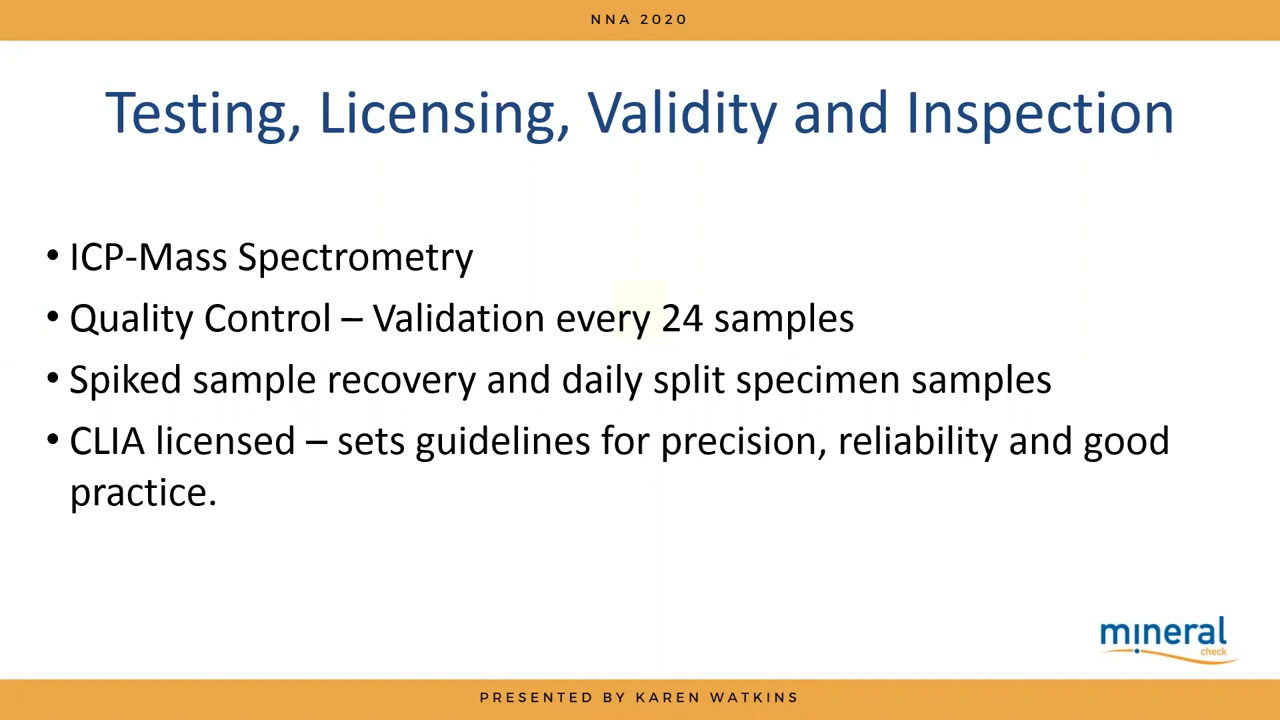 NNA 2020
Testing, Licensing, Validity and Inspection
• ICP-Mass Spectrometry
• Quality Control – Validation every 24 samples
• Spiked sample recovery and daily split specimen samples
• CLIA licensed – sets guidelines for precision, reliability and good
practice.
mineral
check
PRESENTED BY KAREN WATKINS